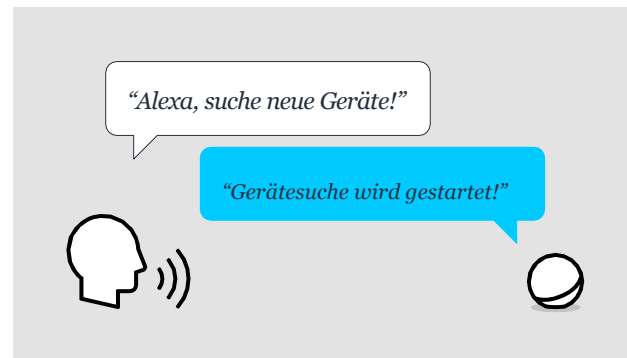 “Alexa, suche neue Geräte!”
“Gerätesuche wird gestartet!”